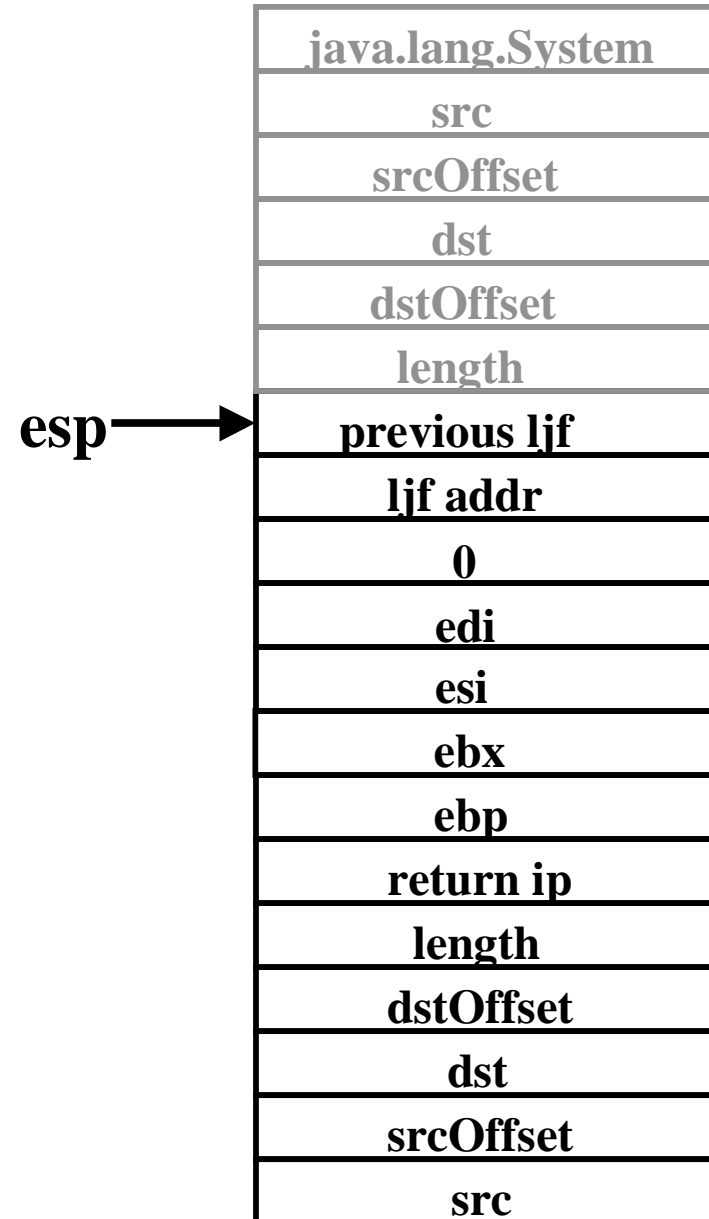 java.lang.System
src
srcOffset
dst
dstOffset
length
esp
previous ljf
ljf addr
0
edi
esi
ebx
ebp
return ip
length
dstOffset
dst
srcOffset
src